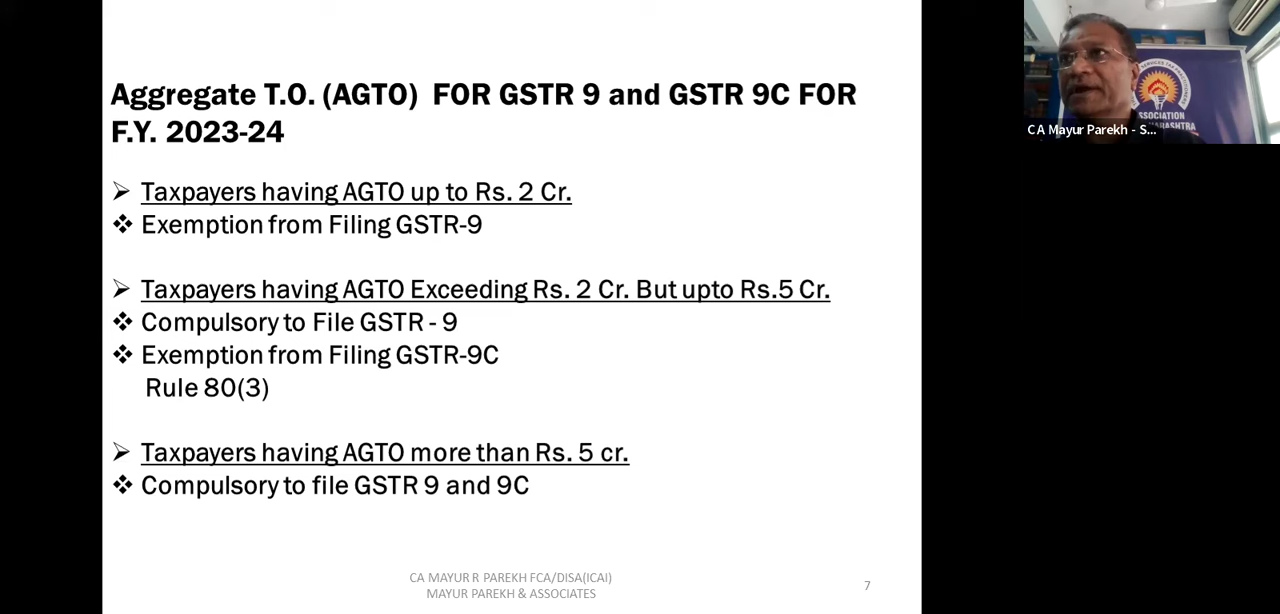 Aggregate T.O. (AGTO) FOR GSTR 9 and GSTR 9C FOR
F.Y. 2023-24
➢ Taxpayers having AGTO up to Rs. 2 Cr.
❖ Exemption from Filing GSTR-9
➢ Taxpayers having AGTO Exceeding Rs. 2 Cr. But upto Rs.5 Cr.
❖ Compulsory to File GSTR - 9
❖ Exemption from Filing GSTR-9C
Rule 80(3)
➢ Taxpayers having AGTO more than Rs. 5 cr.
❖ Compulsory to file GSTR 9 and 9C
CA MAYUR R PAREKH FCA/DISA(ICAI)
MAYUR PAREKH & ASSOCIATES
7
ASSOCIATION
CA Mayur Parekh - S...